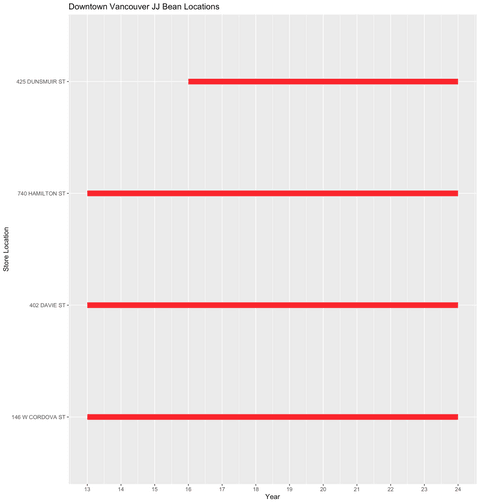 Downtown Vancouver JJ Bean Locations
425 DUNSMUIR ST
740 HAMILTON ST
402 DAVIE ST
146 W CORDOVA ST
Store Location
13 14 15 16 17 18 19 20 21 22 23 24
Year